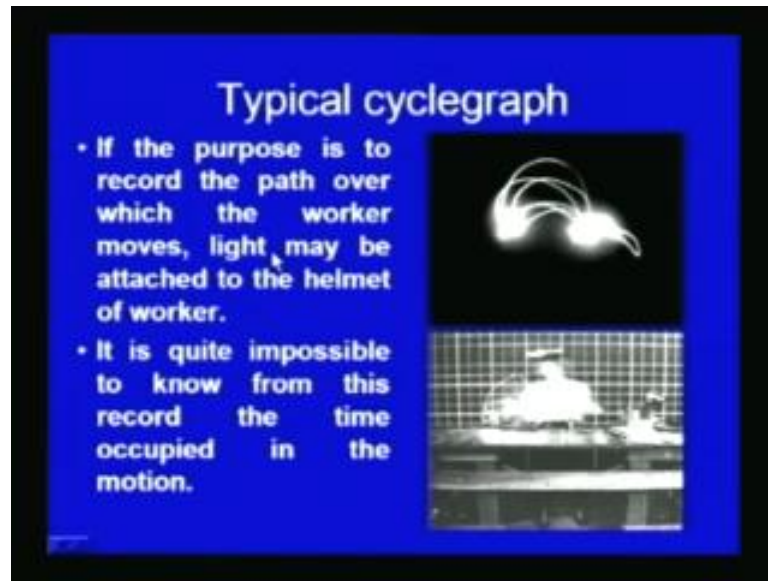 Typical cyclegraph
• If the purpose is to
record the path over
which the worker
moves, light may be
attached to the helmet
of worker.
• It is quite impossible
to know from this
record the time
occupied in the
motion.